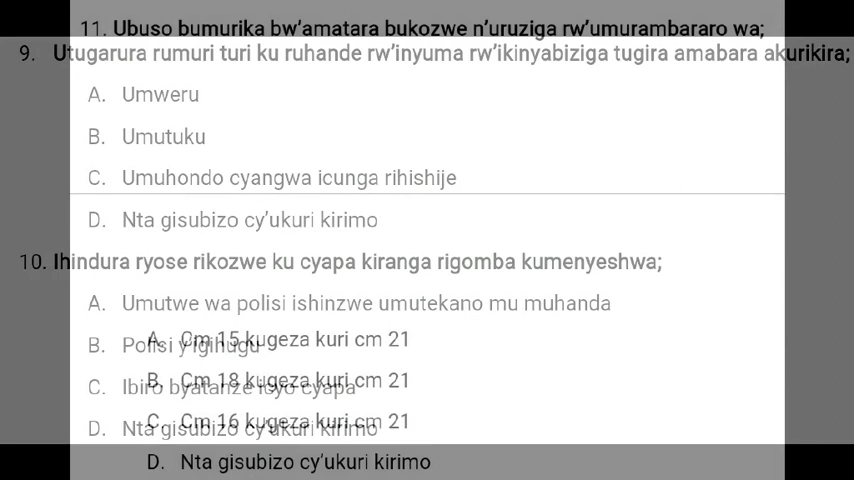 11. Ubuso bumurika bw'amatara bukozwe n'uruziga rw'umurambararo wa;
9. Utugarura rumuri turi ku ruhande rw'inyuma rw'ikinyabiziga tugira amabara akurikira;
A. Umweru
B. Umutuku
C. Umuhondo cyangwa icunga rihishije
D. Nta gisubizo cy'ukuri kirimo
10. Ihindura ryose rikozwe ku cyapa kiranga rigomba kumenyeshwa;
A. Umutwe wa polisi ishinzwe umutekano mu muhanda
A. Cm 15 kugeza kuri cm 21
B. Polisi y'igihugu
B. Cm 18 kugeza kuri cm 21
C. Ibiro byatanze icyo cyapa
C. Cm 16 kugeza kuri cm 21
D. Nta gisubizo cy'ukuri kirimo
D. Nta gisubizo cy'ukuri kirimo